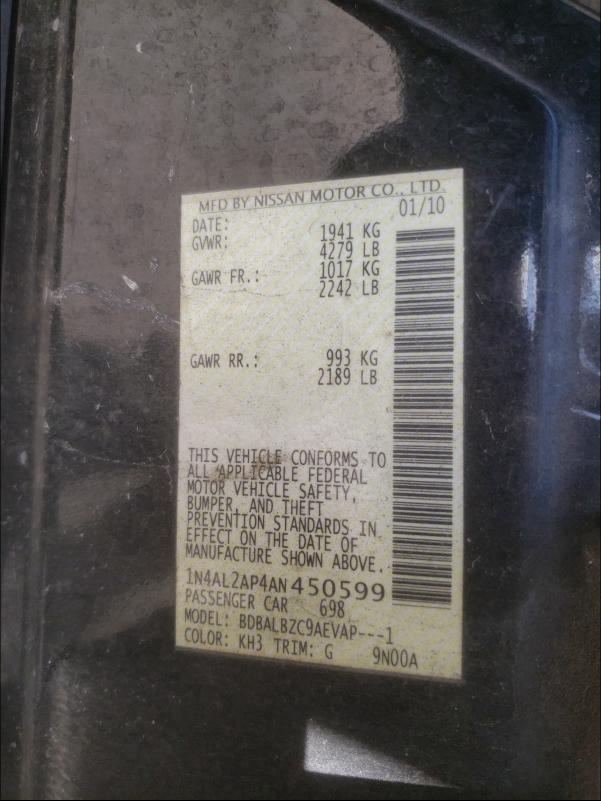 MFD BY NISSAN MOTOR CO., LTD.
DATE: 01/10
GVWR: 1941 KG
4279 LB
GAWR FR.: 1017 KG
2242 LB
GAWR RR.: 993 KG
2189 LB
THIS VEHICLE CONFORMS TO
ALL APPLICABLE FEDERAL
MOTOR VEHICLE SAFETY,
BUMPER, AND THEFT
PREVENTION STANDARDS IN
EFFECT ON THE DATE OF
MANUFACTURE SHOWN ABOVE.
1N4AL2AP4AN450599
PASSENGER CAR 698
MODEL: BDBALBZC9AEVAP---1
COLOR: KH3 TRIM: G 9N00A